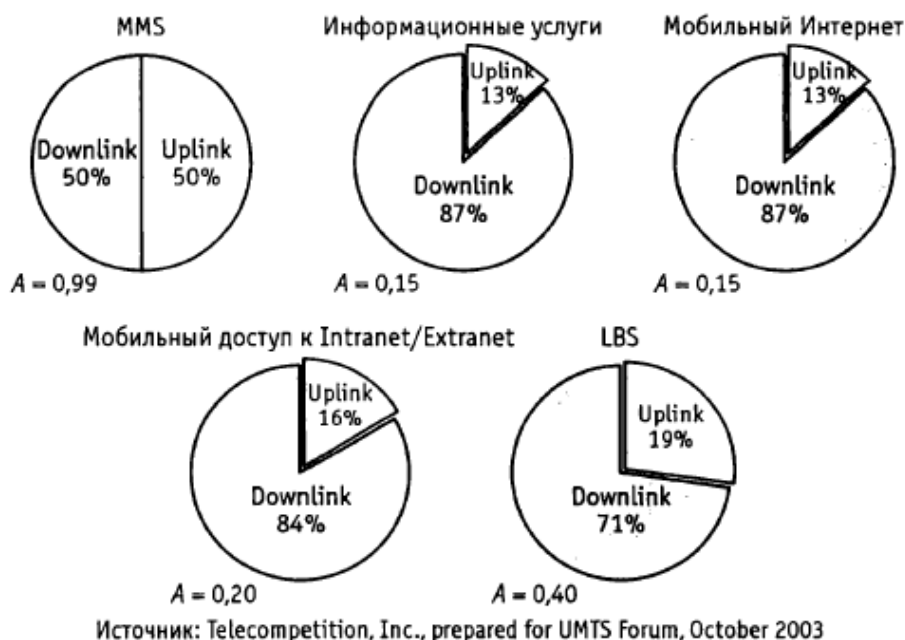 MMS
Downlink
50%
Uplink
50%
A = 0,99
Информационные услуги
Uplink
13%
Downlink
87%
A = 0,15
Мобильный Интернет
Uplink
13%
Downlink
87%
A = 0,15
Мобильный доступ к Intranet/Extranet
Uplink
16%
Downlink
84%
A = 0,20
LBS
Uplink
19%
Downlink
71%
A = 0,40
Источник: Telecompetition, Inc., prepared for UMTS Forum, October 2003